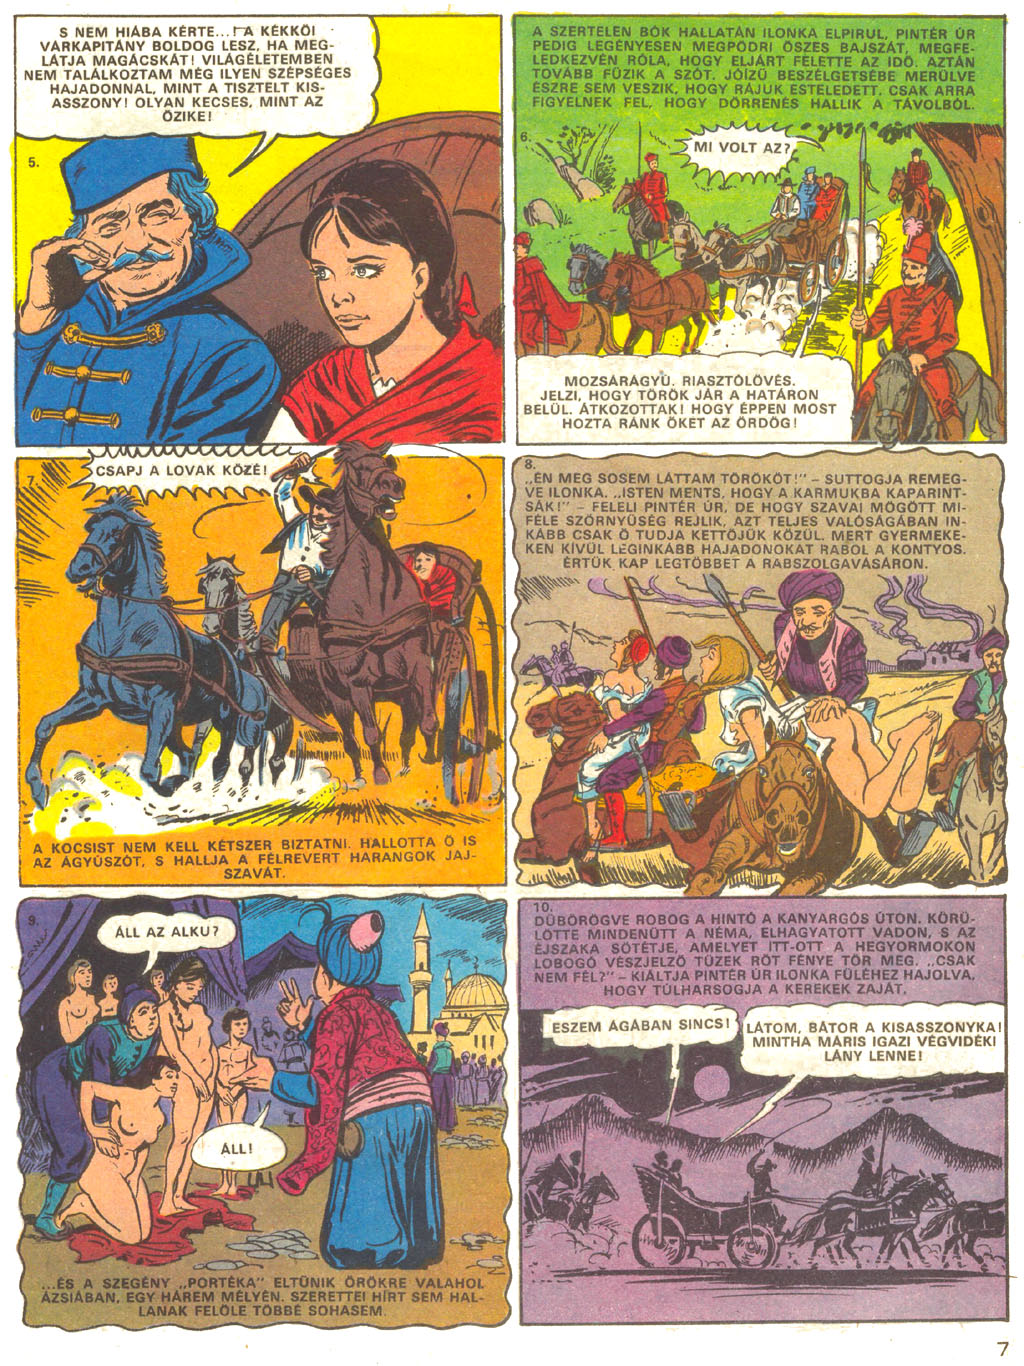 S NEM HIÁBA KÉRTE...! A KÉKKŐI
VÁRKAPITÁNY BOLDOG LESZ, HA MEG-
LÁTJA MAGÁCSKÁT! VILÁGÉLETEMBEN
NEM TALÁLKOZTAM MÉG ILYEN SZÉPSÉGES
HAJADONNAL, MINT A TISZTELT KIS-
ASSZONY! OLYAN KECSES, MINT AZ
ŐZIKE!
5.
A SZERTELEN BÓK HALLATÁN ILONKA ELPIRUL, PINTÉR ÚR
PEDIG LEGÉNYESEN MEGPÖDRI ŐSZES BAJSZÁT, MEGFE-
LEDKEZVÉN RÓLA, HOGY ELJÁRT FELETTE AZ IDŐ. AZTÁN
TOVÁBB FŰZIK A SZÓT. JÓÍZŰ BESZÉLGETSÉBE MERÜLVE
ÉSZRE SEM VESZIK, HOGY RÁJUK ESTELEDETT. CSAK ARRA
FIGYELNEK FEL, HOGY DÖRRENÉS HALLIK A TÁVOLBÓL.
6.
MI VOLT AZ?
MOZSÁRÁGYÚ. RIASZTÓLÖVÉS.
JELZI, HOGY TÖRÖK JÁR A HATÁRON
BELÜL. ÁTKOZOTTAK! HOGY ÉPPEN MOST
HOZTA RÁNK ŐKET AZ ÖRDÖG!
7.
CSAPJ A LOVAK KÖZÉ!
A KOCSIST NEM KELL KÉTSZER BIZTATNI. HALLOTTA Ő IS
AZ ÁGYÚSZÓT, S HALLJA A FÉLREVERT HARANGOK JAJ-
SZAVÁT.
8.
„ÉN MÉG SOSEM LÁTTAM TÖRÖKÖT!" – SUTTOGJA REMEG-
VE ILONKA. „ISTEN MENTS, HOGY A KARMUKBA KAPARINT-
SÁK!" – FELELI PINTÉR ÚR, DE HOGY SZAVAI MÖGÖTT MI-
FÉLE SZÖRNYŰSÉG REJLIK, AZT TELJES VALÓSÁGÁBAN IN-
KÁBB CSAK Ő TUDJA KETTŐJÜK KÖZÜL. MERT GYERMEKE-
KEN KÍVÜL LEGINKÁBB HAJADONOKAT RABOL A KONTYOS.
ÉRTÜK KAP LEGTÖBBET A RABSZOLGAVÁSÁRON.
9.
ÁLL AZ ALKU?
ÁLL!
...ÉS A SZEGÉNY „PORTÉKA" ELTŰNIK ÖRÖKRE VALAHOL
ÁZSIÁBAN, EGY HÁREM MÉLYÉN. SZERETTEI HÍRT SEM HAL-
LANAK FELŐLE TÖBBÉ SOHASEM.
10.
DÜBÖRÖGVE ROBOG A HINTÓ A KANYARGÓS ÚTON. KÖRÜ-
LÖTTE MINDENÜTT A NÉMA, ELHAGYATOTT VADON, S AZ
ÉJSZAKA SÖTÉTJE, AMELYET ITT-OTT A HEGYORMOKON
LOBOGÓ VÉSZJELZŐ TÜZEK RŐT FÉNYE TÖR MEG. „CSAK
NEM FÉL?" – KIÁLTJA PINTÉR ÚR ILONKA FÜLÉHEZ HAJOLVA,
HOGY TÚLHARSOGJA A KEREKEK ZAJÁT.
ESZEM ÁGÁBAN SINCS!
LÁTOM, BÁTOR A KISASSZONYKA!
MINTHA MÁRIS IGAZI VÉGVIDÉKI
LÁNY LENNE!
7